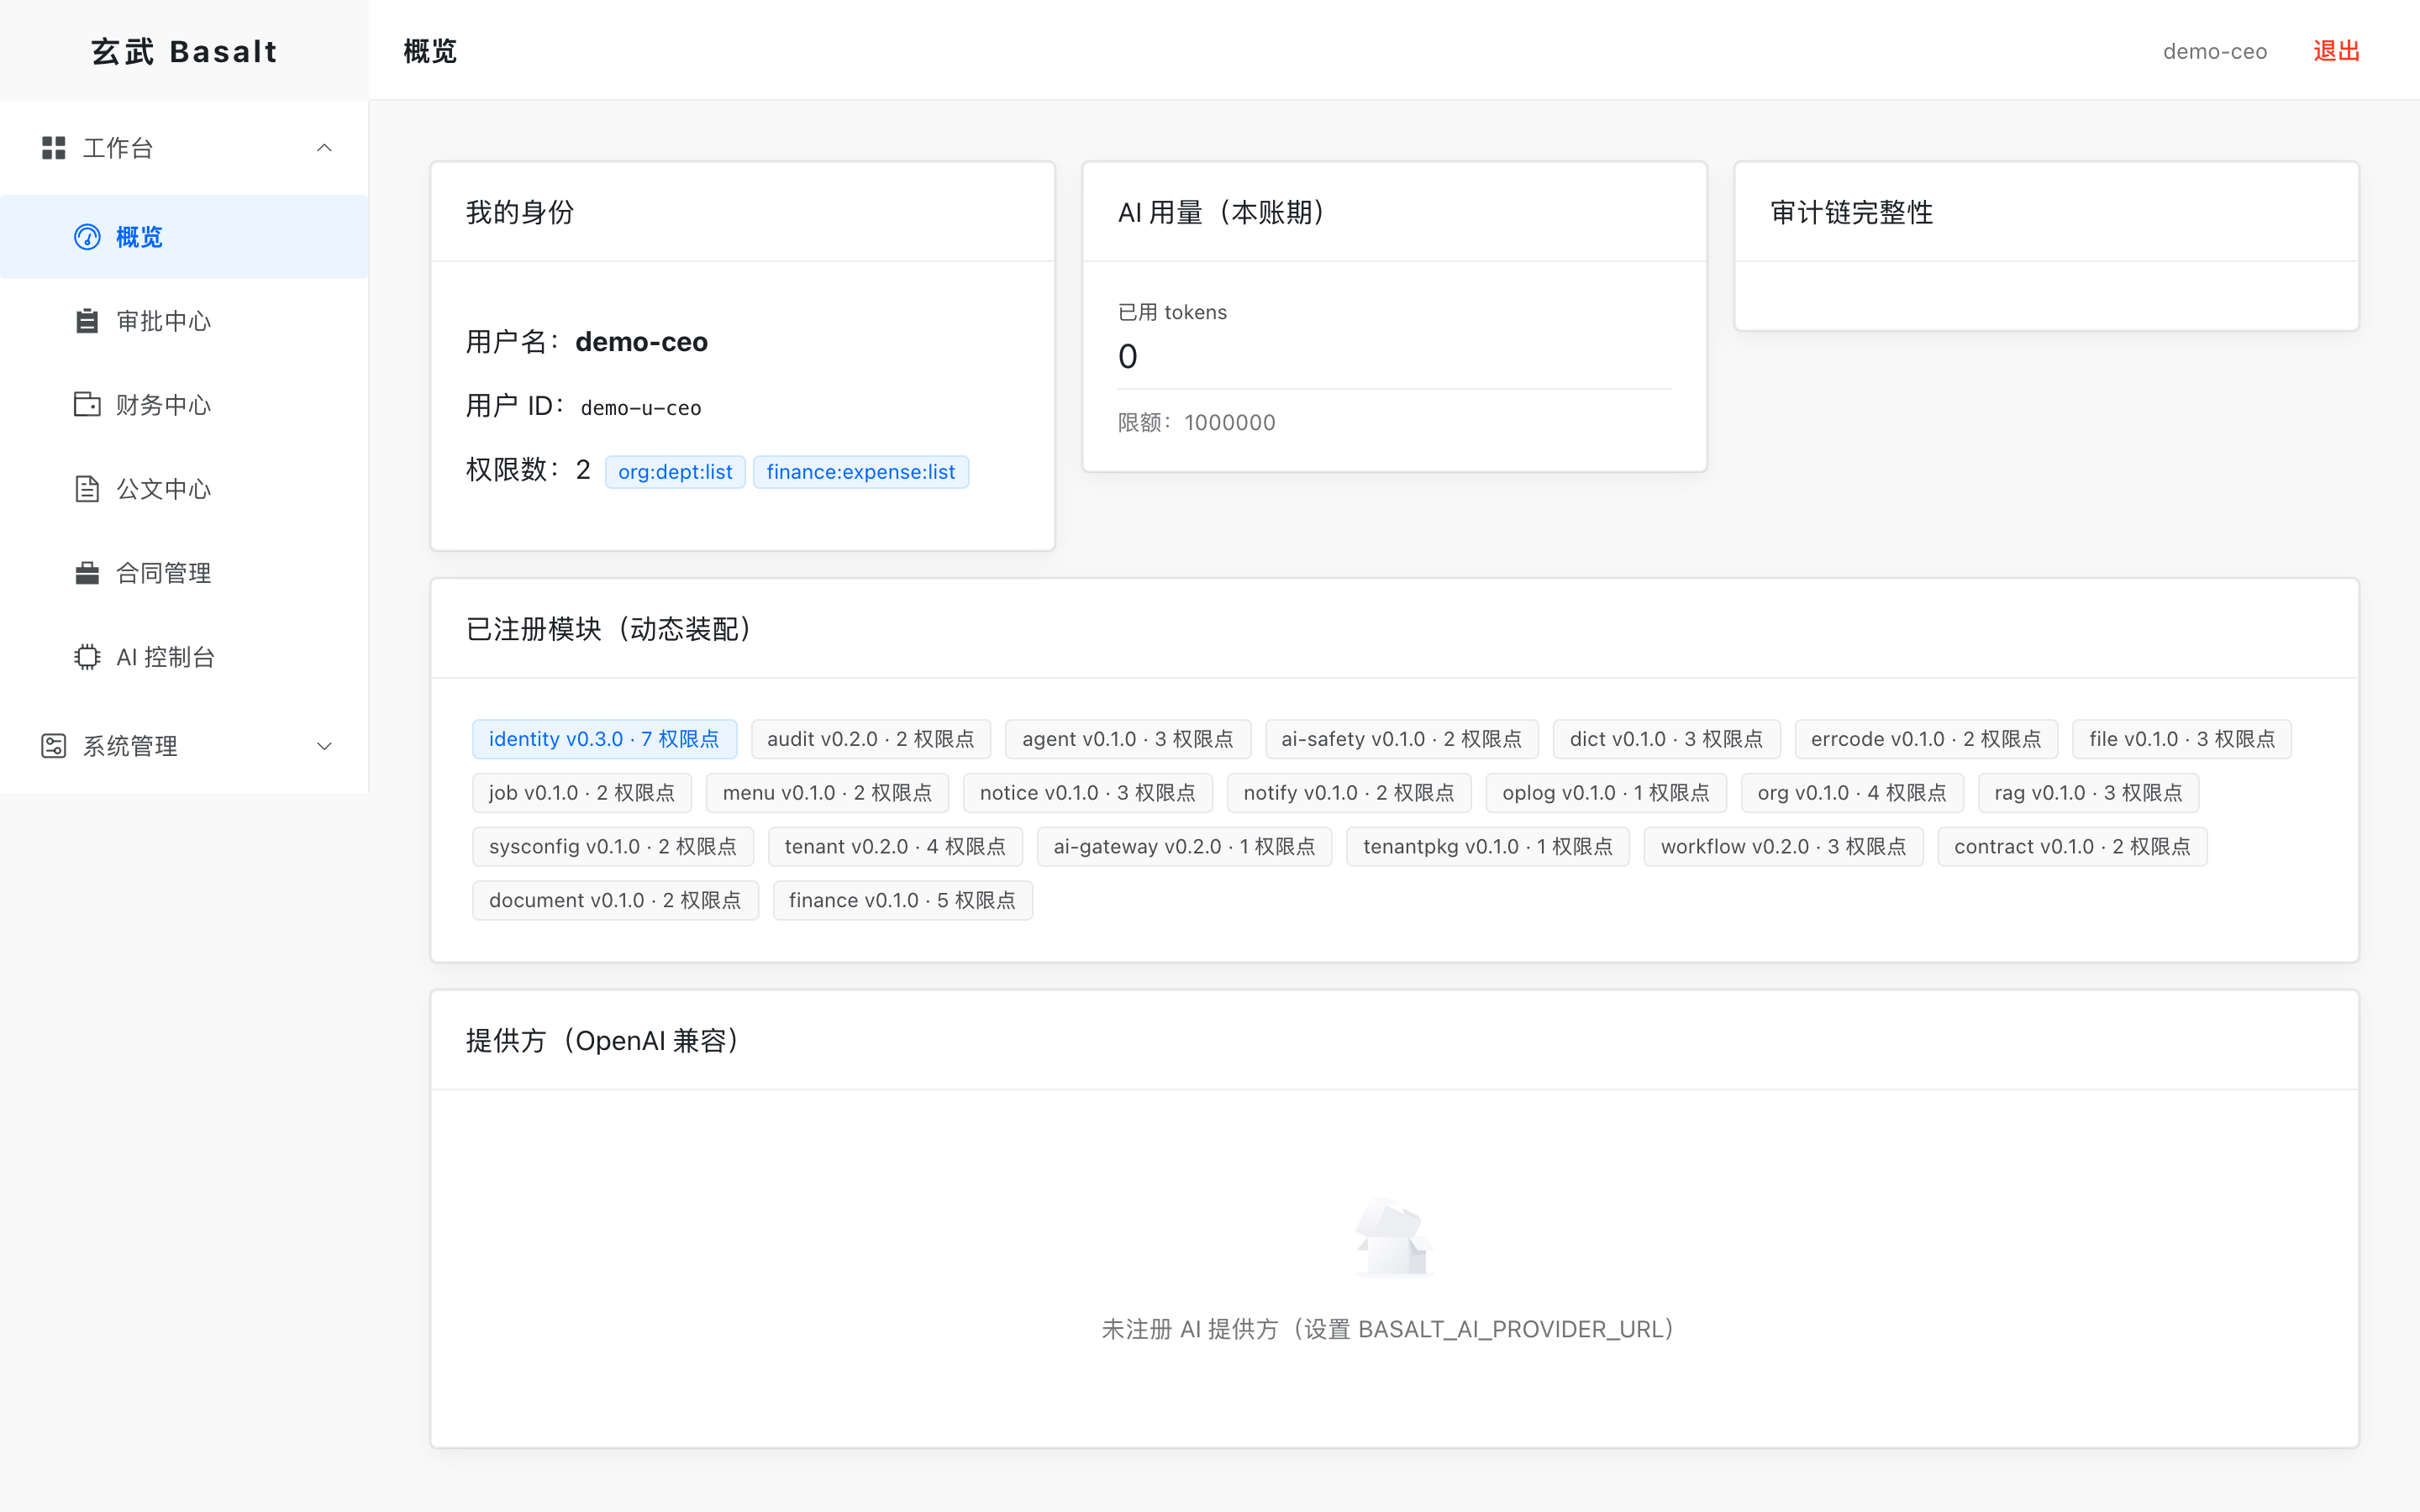 玄武 Basalt
概览
demo-ceo
退出
工作台
概览
审批中心
财务中心
公文中心
合同管理
AI 控制台
系统管理
我的身份
用户名：demo-ceo
用户 ID：demo-u-ceo
权限数：2 org:dept:list finance:expense:list
AI 用量（本账期）
已用 tokens
0
限额：1000000
审计链完整性
已注册模块（动态装配）
identity v0.3.0 · 7 权限点 audit v0.2.0 · 2 权限点 agent v0.1.0 · 3 权限点 ai-safety v0.1.0 · 2 权限点 dict v0.1.0 · 3 权限点 errcode v0.1.0 · 2 权限点 file v0.1.0 · 3 权限点
job v0.1.0 · 2 权限点 menu v0.1.0 · 2 权限点 notice v0.1.0 · 3 权限点 notify v0.1.0 · 2 权限点 oplog v0.1.0 · 1 权限点 org v0.1.0 · 4 权限点 rag v0.1.0 · 3 权限点
sysconfig v0.1.0 · 2 权限点 tenant v0.2.0 · 4 权限点 ai-gateway v0.2.0 · 1 权限点 tenantpkg v0.1.0 · 1 权限点 workflow v0.2.0 · 3 权限点 contract v0.1.0 · 2 权限点
document v0.1.0 · 2 权限点 finance v0.1.0 · 5 权限点
提供方（OpenAI 兼容）
未注册 AI 提供方（设置 BASALT_AI_PROVIDER_URL）